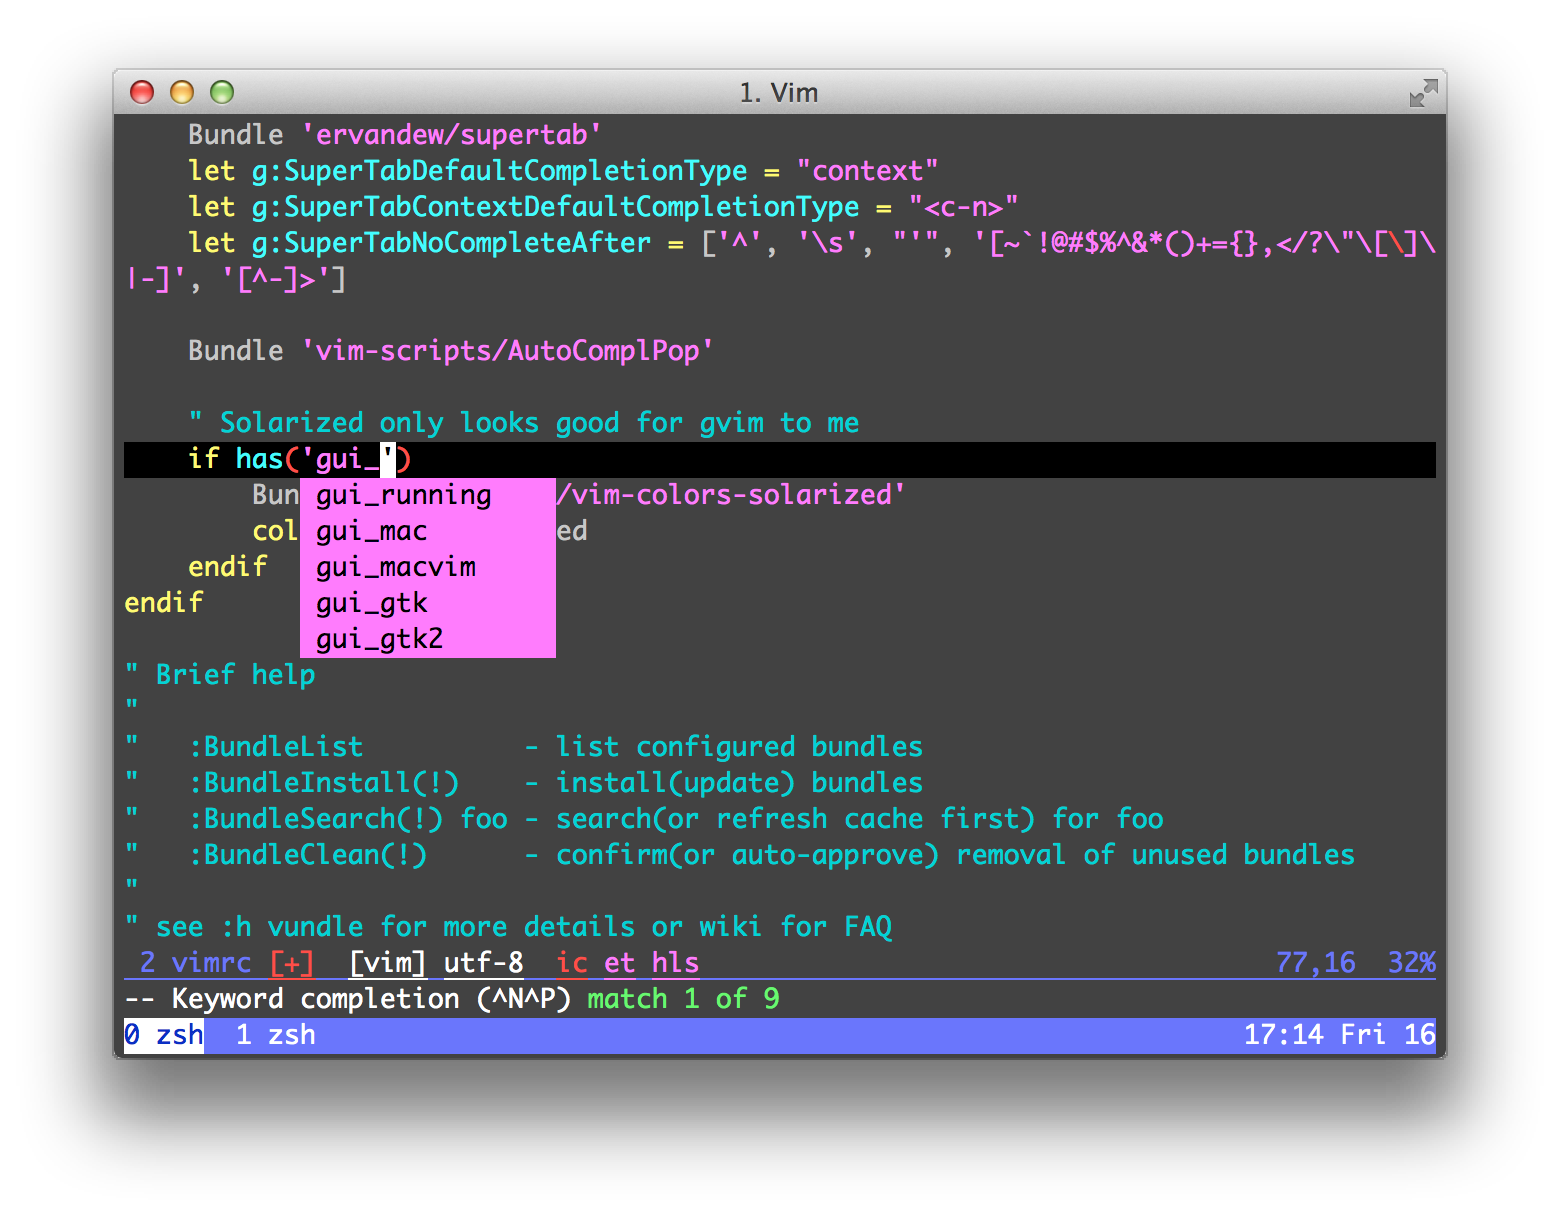 1. Vim
    Bundle 'ervandew/supertab'
    let g:SuperTabDefaultCompletionType = "context"
    let g:SuperTabContextDefaultCompletionType = "<c-n>"
    let g:SuperTabNoCompleteAfter = ['^', '\s', "'", '[~`!@#$%^&*()+={},</?\"\[\]\
|-]', '[^-]>']
    Bundle 'vim-scripts/AutoComplPop'
    " Solarized only looks good for gvim to me
    if has('gui_')
        Bun gui_running    /vim-colors-solarized'
        col gui_mac        ed
    endif   gui_macvim
endif       gui_gtk
            gui_gtk2
" Brief help
"
"   :BundleList          - list configured bundles
"   :BundleInstall(!)    - install(update) bundles
"   :BundleSearch(!) foo - search(or refresh cache first) for foo
"   :BundleClean(!)      - confirm(or auto-approve) removal of unused bundles
"
" see :h vundle for more details or wiki for FAQ
 2 vimrc [+]  [vim] utf-8  ic et hls                                    77,16  32%
-- Keyword completion (^N^P) match 1 of 9
0 zsh  1 zsh                                                          17:14 Fri 16